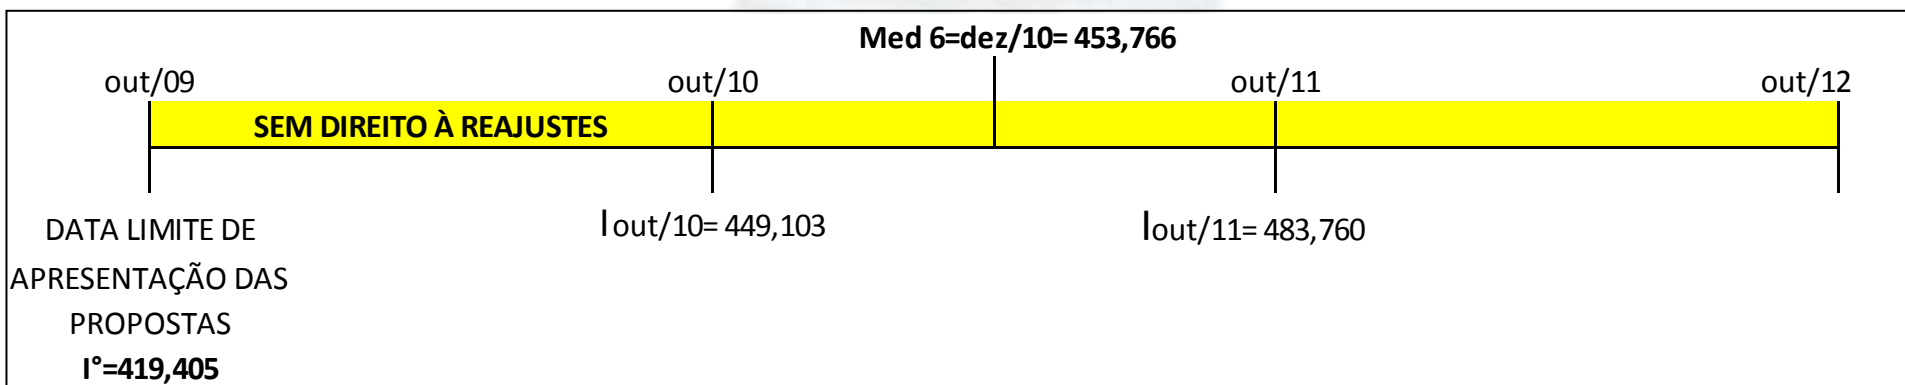 Med 6=dez/10= 453,766
out/09
out/10
out/11
out/12
SEM DIREITO À REAJUSTES
DATA LIMITE DE
APRESENTAÇÃO DAS
PROPOSTAS
I°=419,405
Iout/10= 449,103
Iout/11= 483,760